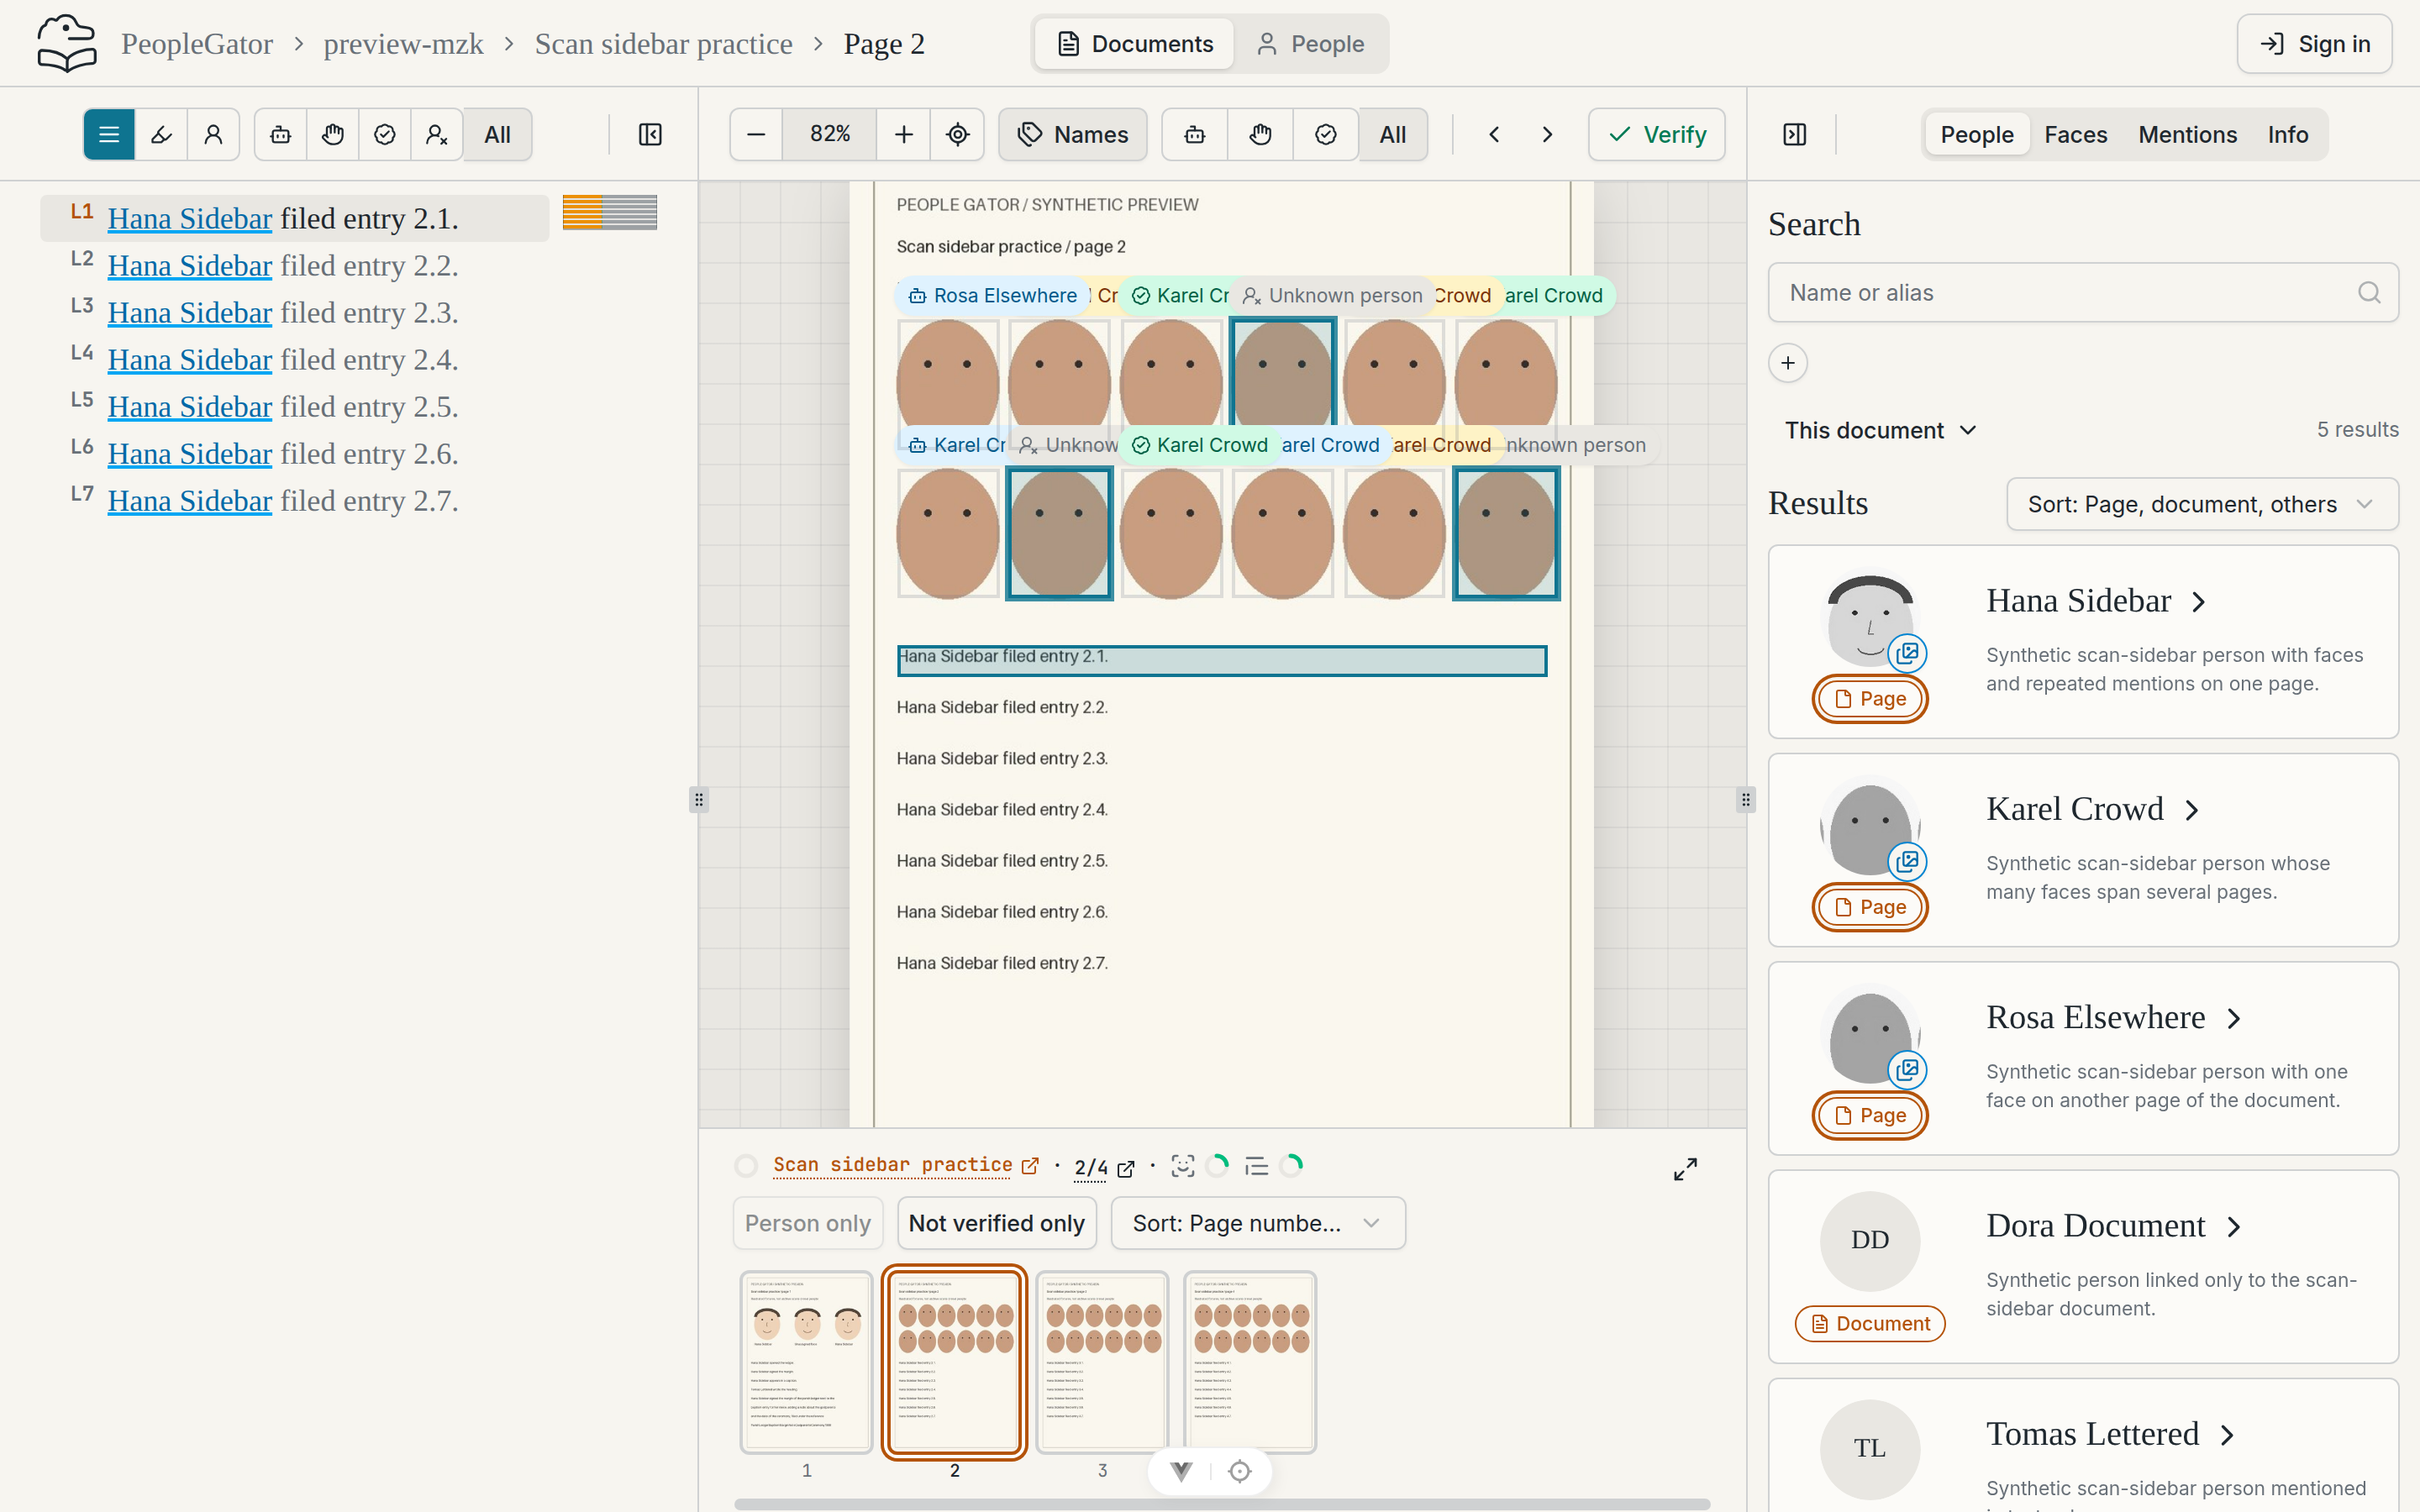 PeopleGator > preview-mzk > Scan sidebar practice > Page 2
Documents People
Sign in
All
82%
Names
All
Verify
People Faces Mentions Info
L1 Hana Sidebar filed entry 2.1.
L2 Hana Sidebar filed entry 2.2.
L3 Hana Sidebar filed entry 2.3.
L4 Hana Sidebar filed entry 2.4.
L5 Hana Sidebar filed entry 2.5.
L6 Hana Sidebar filed entry 2.6.
L7 Hana Sidebar filed entry 2.7.
PEOPLE GATOR / SYNTHETIC PREVIEW
Scan sidebar practice / page 2
Rosa Elsewhere Cr Karel Cr Unknown person Crowd arel Crowd
Karel Cr Unknow Karel Crowd arel Crowd arel Crowd nknown person
Hana Sidebar filed entry 2.1.
Hana Sidebar filed entry 2.2.
Hana Sidebar filed entry 2.3.
Hana Sidebar filed entry 2.4.
Hana Sidebar filed entry 2.5.
Hana Sidebar filed entry 2.6.
Hana Sidebar filed entry 2.7.
Scan sidebar practice · 2/4 ·
Person only Not verified only Sort: Page numbe...
1 2 3
Search
Name or alias
This document 5 results
Results Sort: Page, document, others
Hana Sidebar
Synthetic scan-sidebar person with faces
and repeated mentions on one page.
Page
Karel Crowd
Synthetic scan-sidebar person whose
many faces span several pages.
Page
Rosa Elsewhere
Synthetic scan-sidebar person with one
face on another page of the document.
Page
DD
Dora Document
Synthetic person linked only to the scan-
sidebar document.
Document
TL
Tomas Lettered
Synthetic scan-sidebar person mentioned